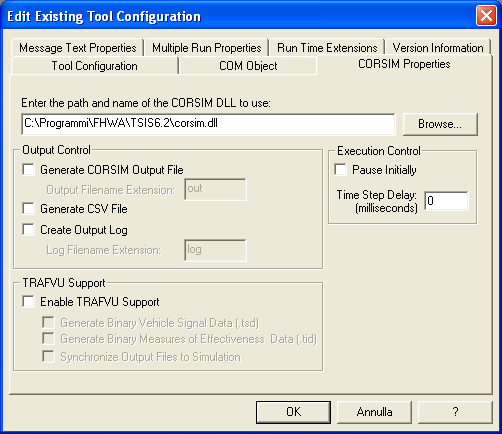 Edit Existing Tool Configuration
Message Text Properties Multiple Run Properties Run Time Extensions Version Information
Tool Configuration COM Object CORSIM Properties
Enter the path and name of the CORSIM DLL to use:
C:\Programmi\FHWA\TSIS6.2\corsim.dll Browse...
Output Control
Generate CORSIM Output File
Output Filename Extension: out
Generate CSV File
Create Output Log
Log Filename Extension: log
Execution Control
Pause Initially
Time Step Delay: 0
(milliseconds)
TRAFVU Support
Enable TRAFVU Support
Generate Binary Vehicle Signal Data (.tsd)
Generate Binary Measures of Effectiveness Data (.tid)
Synchronize Output Files to Simulation
OK Annulla ?